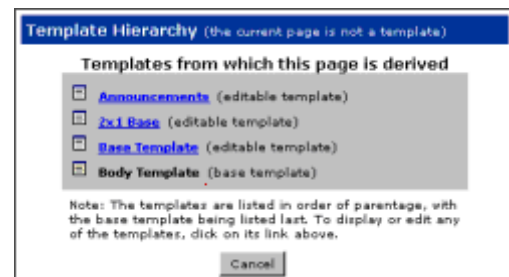 Template Hierarchy (the current page is not a template)
Templates from which this page is derived
Announcements (editable template)
2x1 Base (editable template)
Base Template (editable template)
Body Template (base template)
Note: The templates are listed in order of parentage, with
the base template being listed last. To display or edit any
of the templates, click on its link above.
Cancel